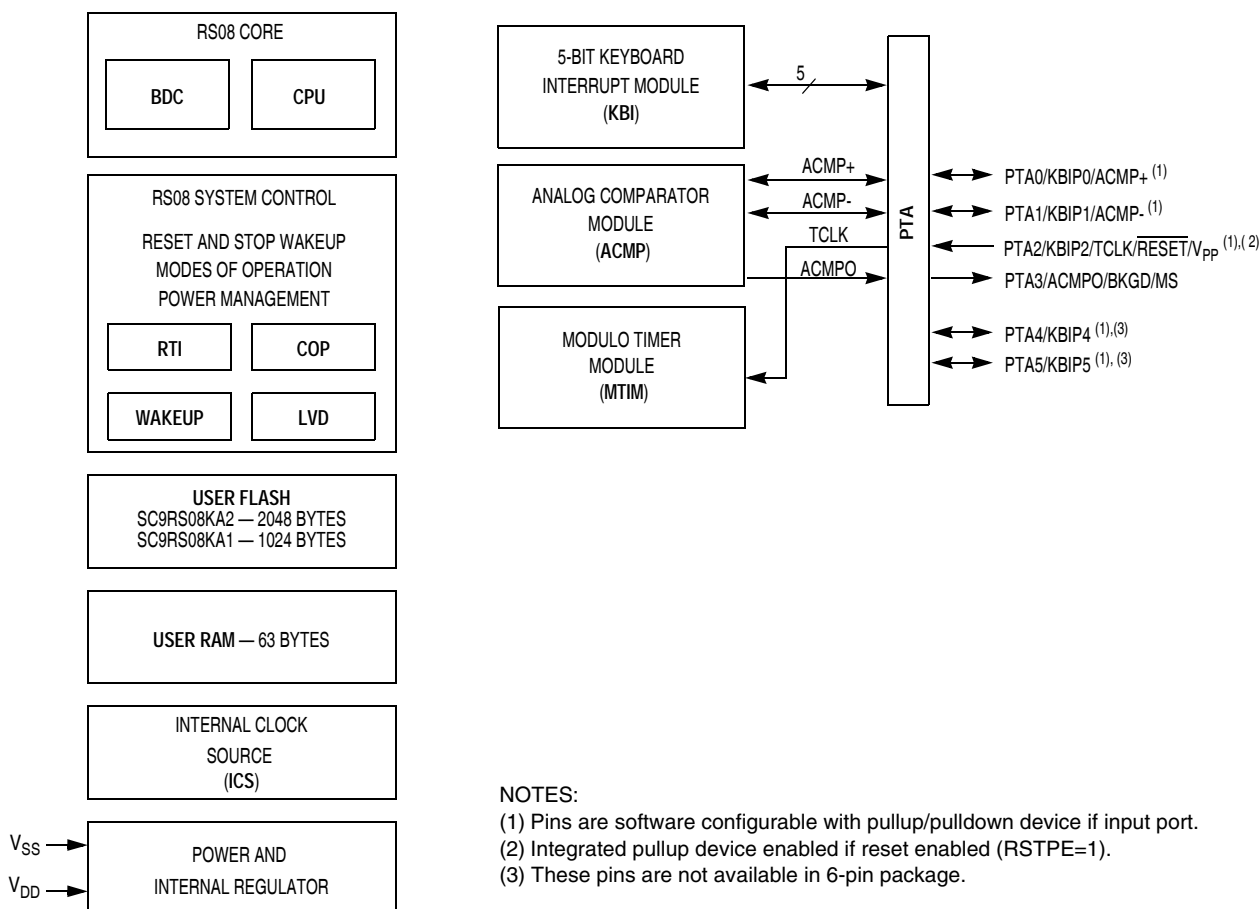 RS08 CORE
BDC
CPU
RS08 SYSTEM CONTROL
RESET AND STOP WAKEUP
MODES OF OPERATION
POWER MANAGEMENT
RTI
COP
WAKEUP
LVD
USER FLASH
SC9RS08KA2 — 2048 BYTES
SC9RS08KA1 — 1024 BYTES
USER RAM — 63 BYTES
INTERNAL CLOCK
SOURCE
(ICS)
VSS
VDD
POWER AND
INTERNAL REGULATOR
5-BIT KEYBOARD
INTERRUPT MODULE
(KBI)
5
ANALOG COMPARATOR
MODULE
(ACMP)
ACMP+
ACMP-
TCLK
ACMPO
MODULO TIMER
MODULE
(MTIM)
PTA
PTA0/KBIP0/ACMP+ (1)
PTA1/KBIP1/ACMP- (1)
PTA2/KBIP2/TCLK/RESET/VPP (1),( 2)
PTA3/ACMPO/BKGD/MS
PTA4/KBIP4 (1),(3)
PTA5/KBIP5 (1), (3)
NOTES:
(1) Pins are software configurable with pullup/pulldown device if input port.
(2) Integrated pullup device enabled if reset enabled (RSTPE=1).
(3) These pins are not available in 6-pin package.